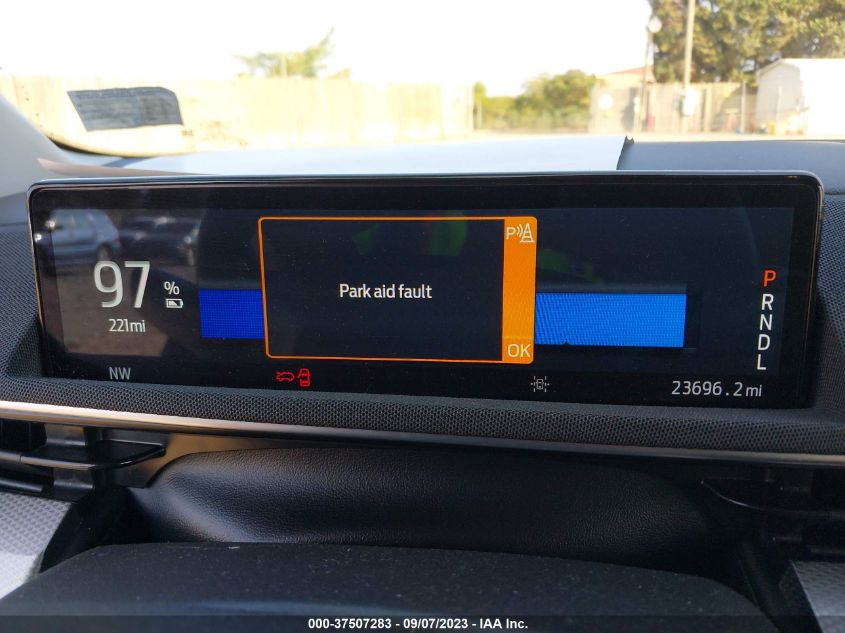 97 %
221mi
NW
Park aid fault
P
OK
P
R
N
D
L
23696.2 mi
000-37507283 - 09/07/2023 - IAA Inc.